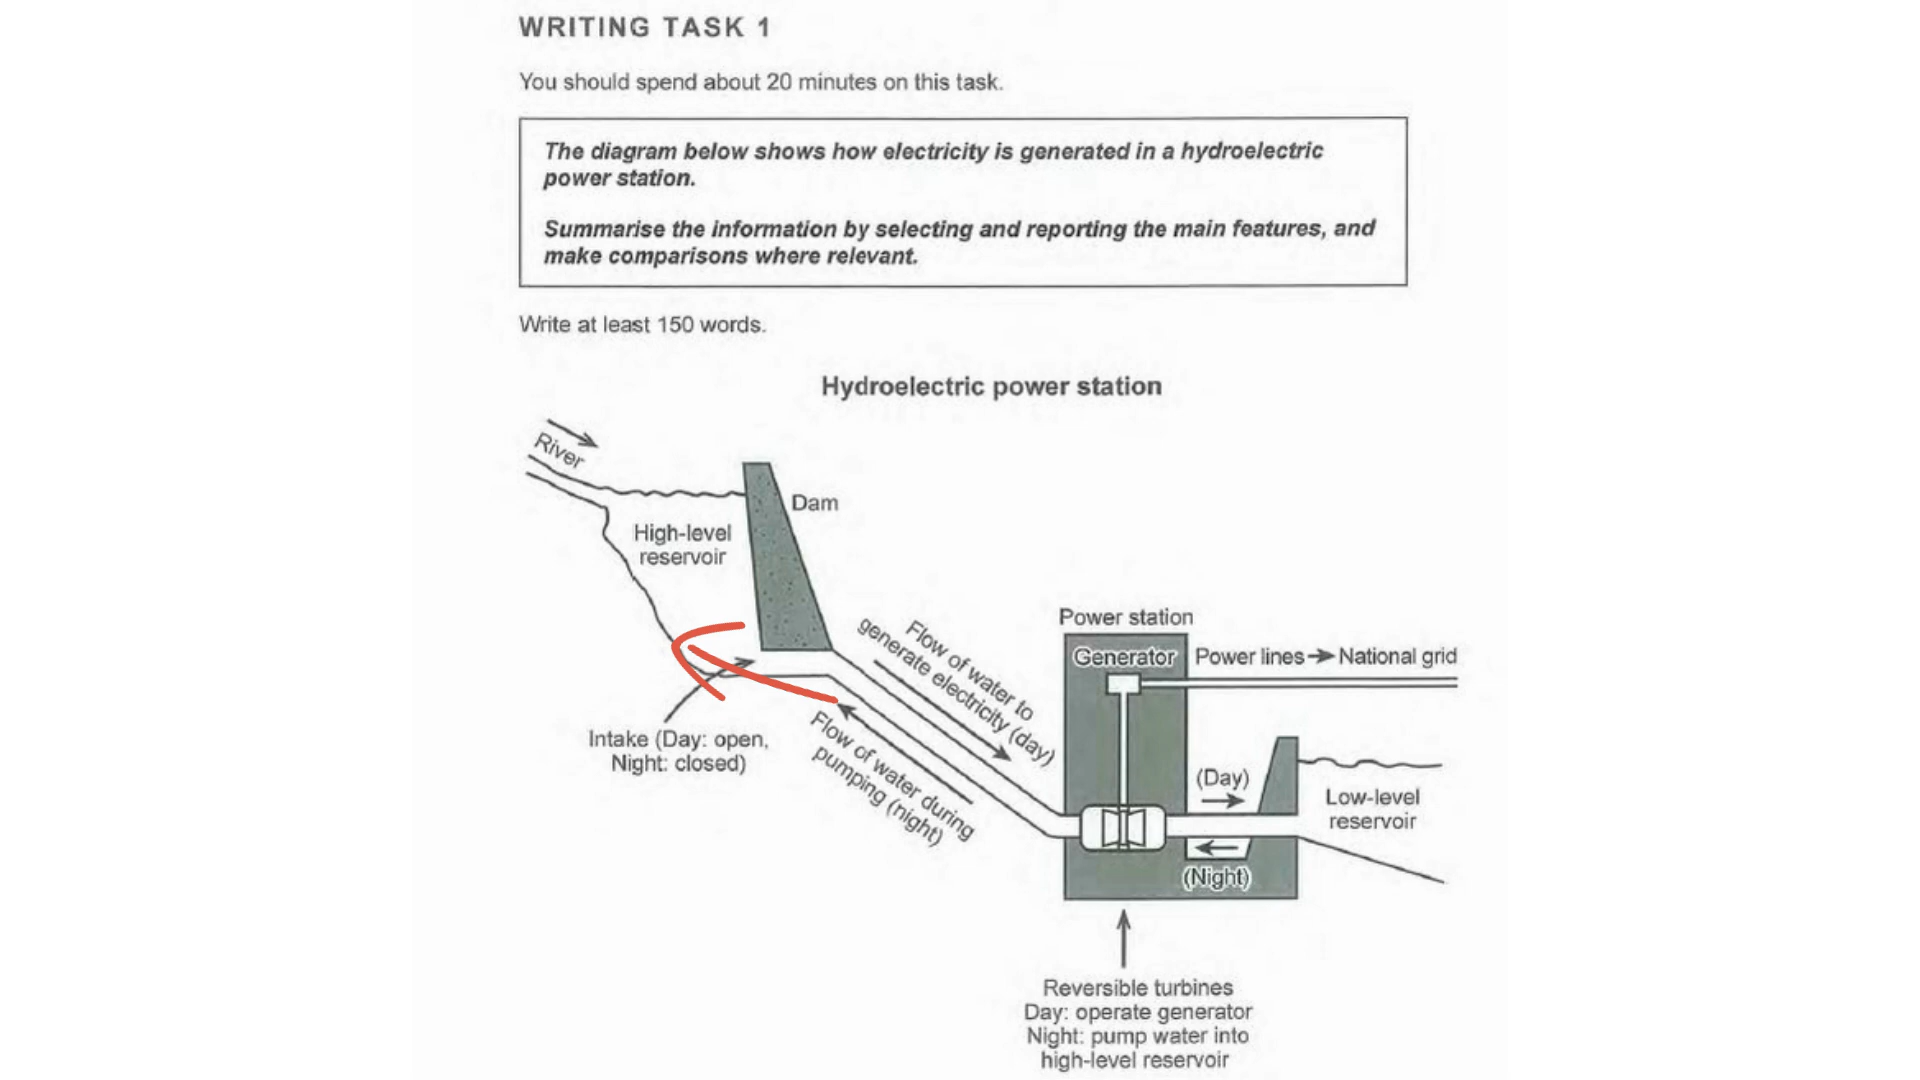 WRITING TASK 1
You should spend about 20 minutes on this task.
The diagram below shows how electricity is generated in a hydroelectric
power station.
Summarise the information by selecting and reporting the main features, and
make comparisons where relevant.
Write at least 150 words.
Hydroelectric power station
River
Dam
High-level
reservoir
Flow of water to
generate electricity (day)
Intake (Day: open,
Night: closed)
Flow of water during
pumping (night)
Power station
Generator
Power lines
National grid
(Day)
Low-level
reservoir
(Night)
Reversible turbines
Day: operate generator
Night: pump water into
high-level reservoir